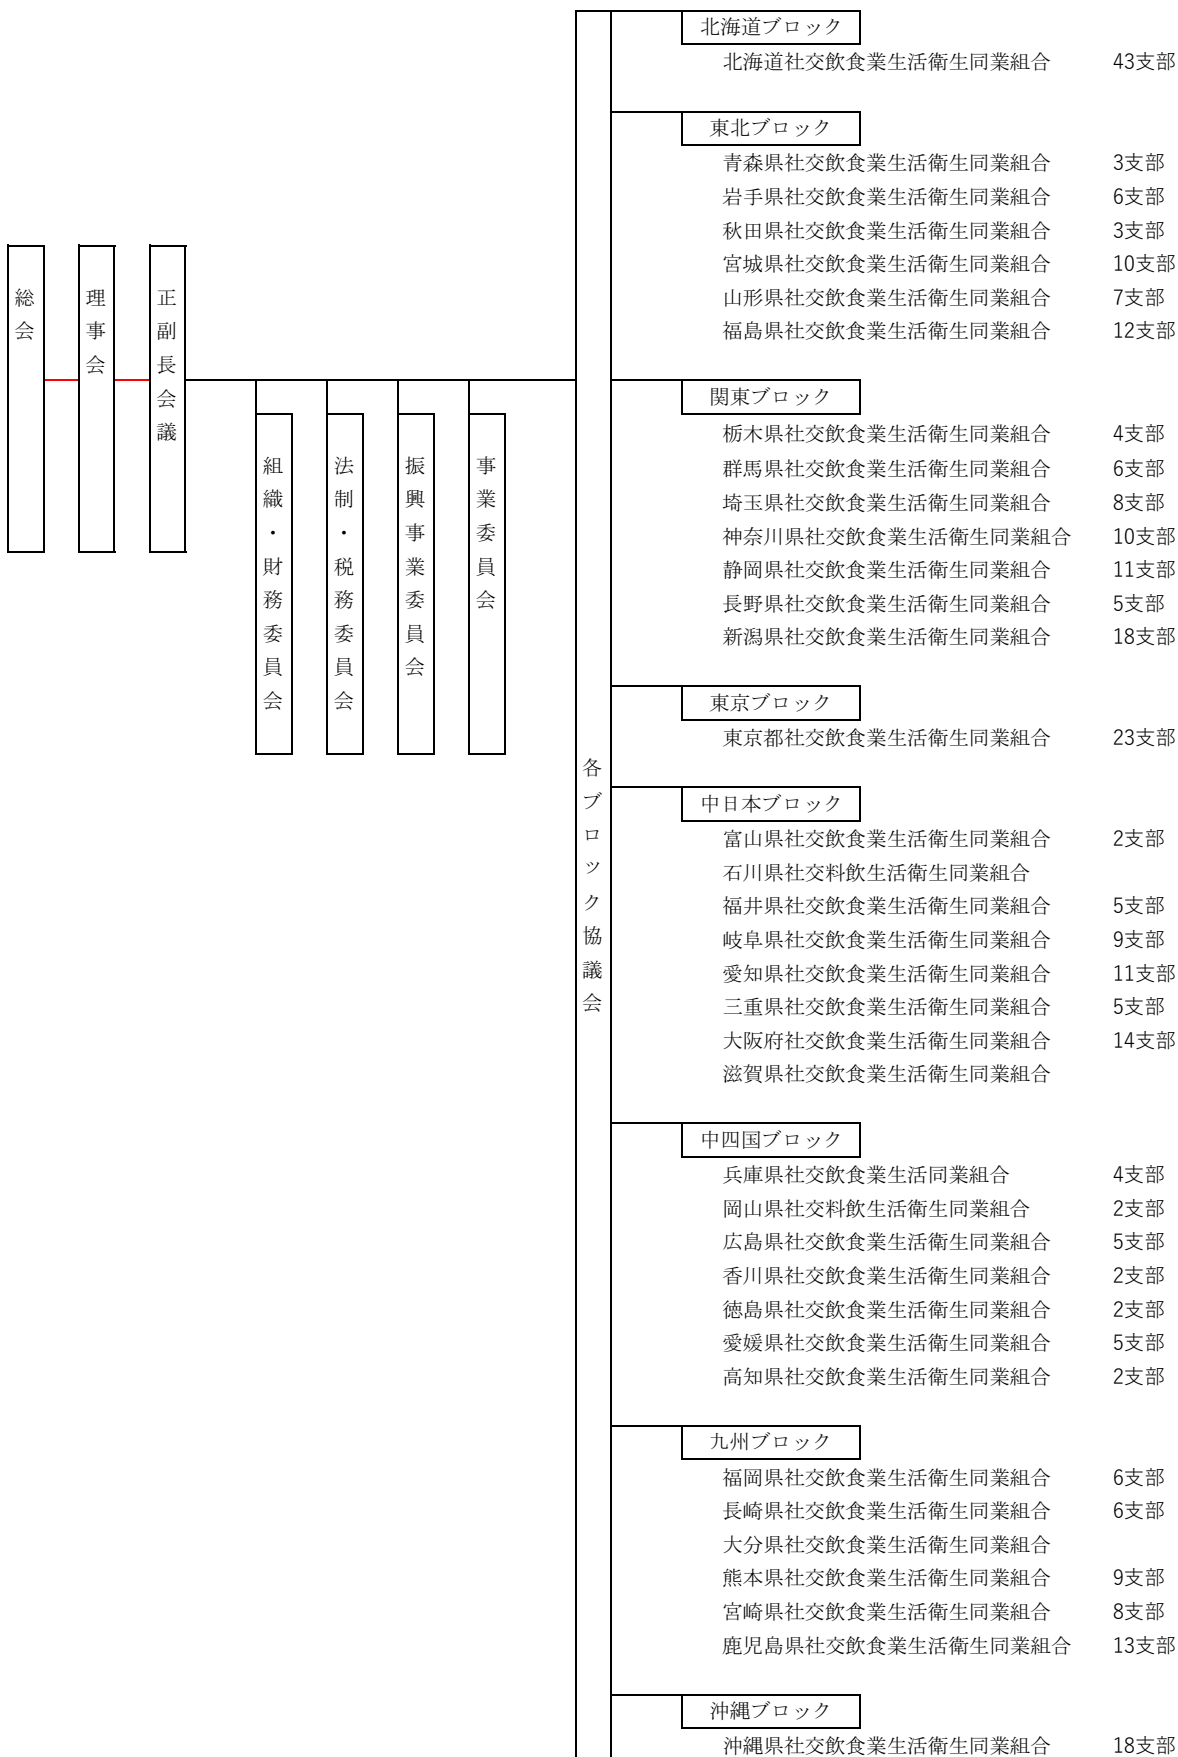 総会
理事会
正副長会議
組織・財務委員会
法制・税務委員会
振興事業委員会
事業委員会
各ブロック協議会
北海道ブロック
北海道社交飲食業生活衛生同業組合 43支部
東北ブロック
青森県社交飲食業生活衛生同業組合 3支部
岩手県社交飲食業生活衛生同業組合 6支部
秋田県社交飲食業生活衛生同業組合 3支部
宮城県社交飲食業生活衛生同業組合 10支部
山形県社交飲食業生活衛生同業組合 7支部
福島県社交飲食業生活衛生同業組合 12支部
関東ブロック
栃木県社交飲食業生活衛生同業組合 4支部
群馬県社交飲食業生活衛生同業組合 6支部
埼玉県社交飲食業生活衛生同業組合 8支部
神奈川県社交飲食業生活衛生同業組合 10支部
静岡県社交飲食業生活衛生同業組合 11支部
長野県社交飲食業生活衛生同業組合 5支部
新潟県社交飲食業生活衛生同業組合 18支部
東京ブロック
東京都社交飲食業生活衛生同業組合 23支部
中日本ブロック
富山県社交飲食業生活衛生同業組合 2支部
石川県社交料飲生活衛生同業組合
福井県社交飲食業生活衛生同業組合 5支部
岐阜県社交飲食業生活衛生同業組合 9支部
愛知県社交飲食業生活衛生同業組合 11支部
三重県社交飲食業生活衛生同業組合 5支部
大阪府社交飲食業生活衛生同業組合 14支部
滋賀県社交飲食業生活衛生同業組合
中四国ブロック
兵庫県社交飲食業生活同業組合 4支部
岡山県社交料飲生活衛生同業組合 2支部
広島県社交飲食業生活衛生同業組合 5支部
香川県社交飲食業生活衛生同業組合 2支部
徳島県社交飲食業生活衛生同業組合 2支部
愛媛県社交飲食業生活衛生同業組合 5支部
高知県社交飲食業生活衛生同業組合 2支部
九州ブロック
福岡県社交飲食業生活衛生同業組合 6支部
長崎県社交飲食業生活衛生同業組合 6支部
大分県社交飲食業生活衛生同業組合
熊本県社交飲食業生活衛生同業組合 9支部
宮崎県社交飲食業生活衛生同業組合 8支部
鹿児島県社交飲食業生活衛生同業組合 13支部
沖縄ブロック
沖縄県社交飲食業生活衛生同業組合 18支部